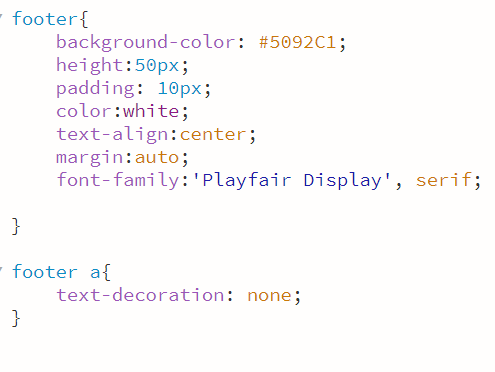 footer{
background-color: #5092C1;
height:50px;
padding: 10px;
color:white;
text-align:center;
margin:auto;
font-family:'Playfair Display', serif;
}
footer a{
text-decoration: none;
}